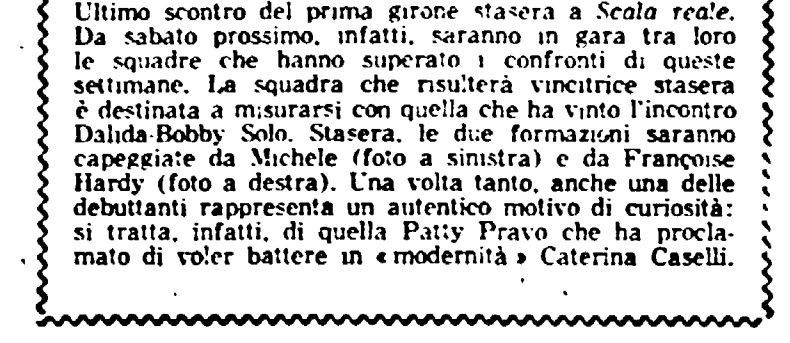 Ultimo scontro del prima girone stasera a Scala reale.
Da sabato prossimo, infatti, saranno in gara tra loro
le squadre che hanno superato i confronti di queste
settimane. La squadra che risulterà vincitrice stasera
è destinata a misurarsi con quella che ha vinto l'incontro
Dalida-Bobby Solo. Stasera, le due formazioni saranno
capeggiate da Michele (foto a sinistra) e da Françoise
Hardy (foto a destra). Una volta tanto, anche una delle
debuttanti rappresenta un autentico motivo di curiosità:
si tratta, infatti, di quella Patty Pravo che ha procla-
mato di voler battere in « modernità » Caterina Caselli.